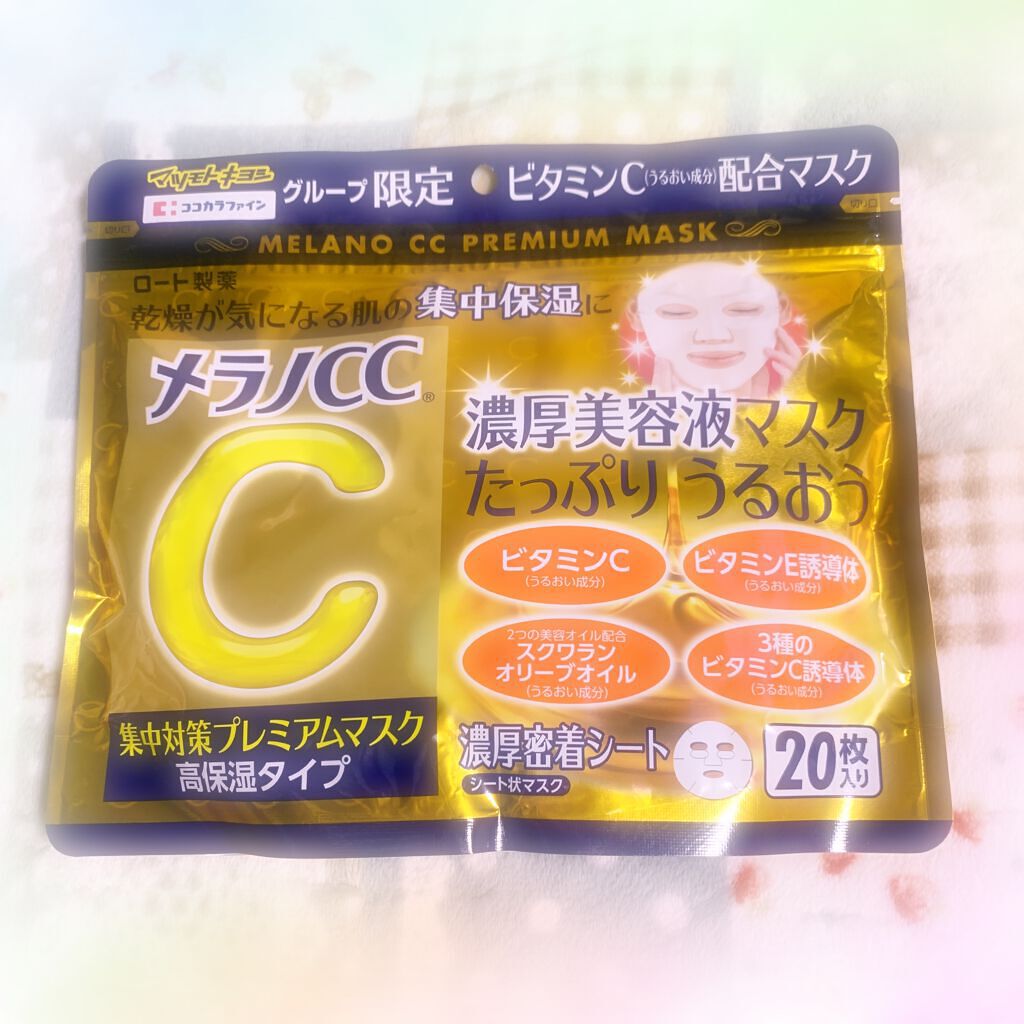 マツモトキヨシ
ココカラファイン
グループ限定
ビタミンC(うるおい成分)配合マスク
切り口
切り口
MELANO CC PREMIUM MASK
ロート製薬
乾燥が気になる肌の集中保湿に
メラノCC®
C
濃厚美容液マスク
たっぷりうるおう
ビタミンC
(うるおい成分)
ビタミンE誘導体
(うるおい成分)
2つの美容オイル配合
スクワラン
オリーブオイル
(うるおい成分)
3種の
ビタミンC誘導体
(うるおい成分)
集中対策プレミアムマスク
高保湿タイプ
濃厚密着シート
シート状マスク
20枚入り